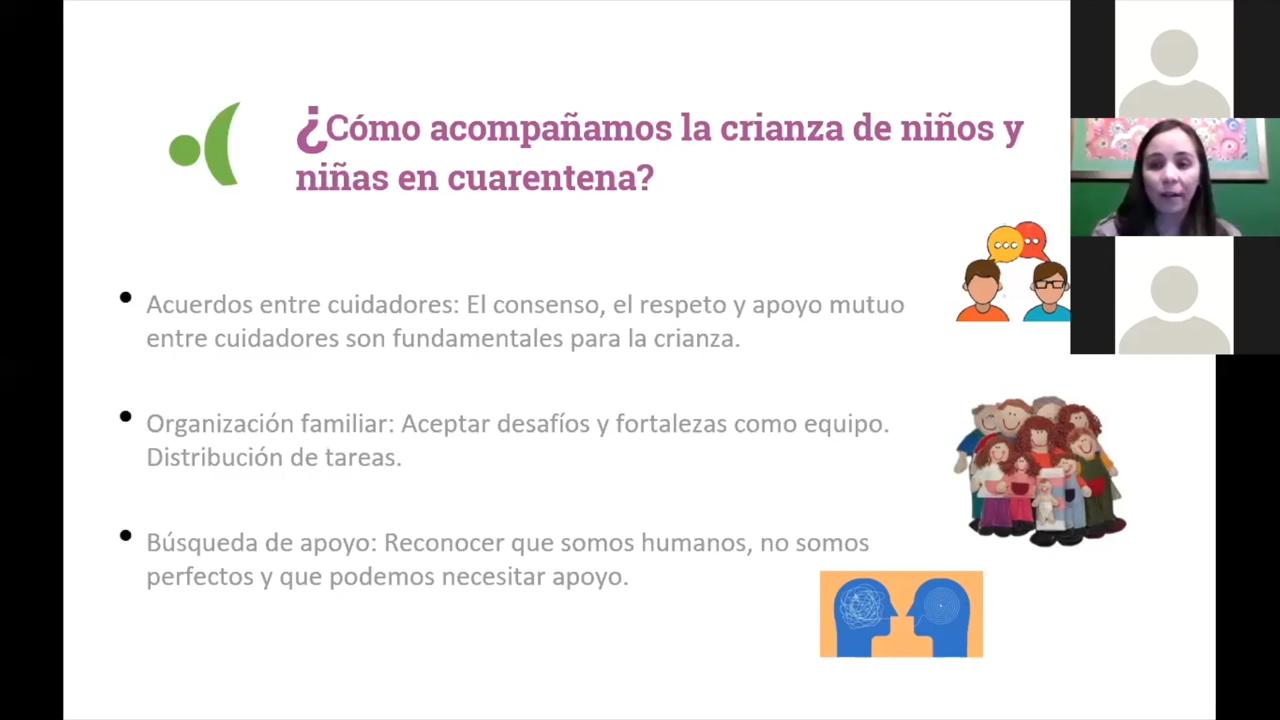 ¿Cómo acompañamos la crianza de niños y
niñas en cuarentena?
• Acuerdos entre cuidadores: El consenso, el respeto y apoyo mutuo
entre cuidadores son fundamentales para la crianza.
• Organización familiar: Aceptar desafíos y fortalezas como equipo.
Distribución de tareas.
• Búsqueda de apoyo: Reconocer que somos humanos, no somos
perfectos y que podemos necesitar apoyo.